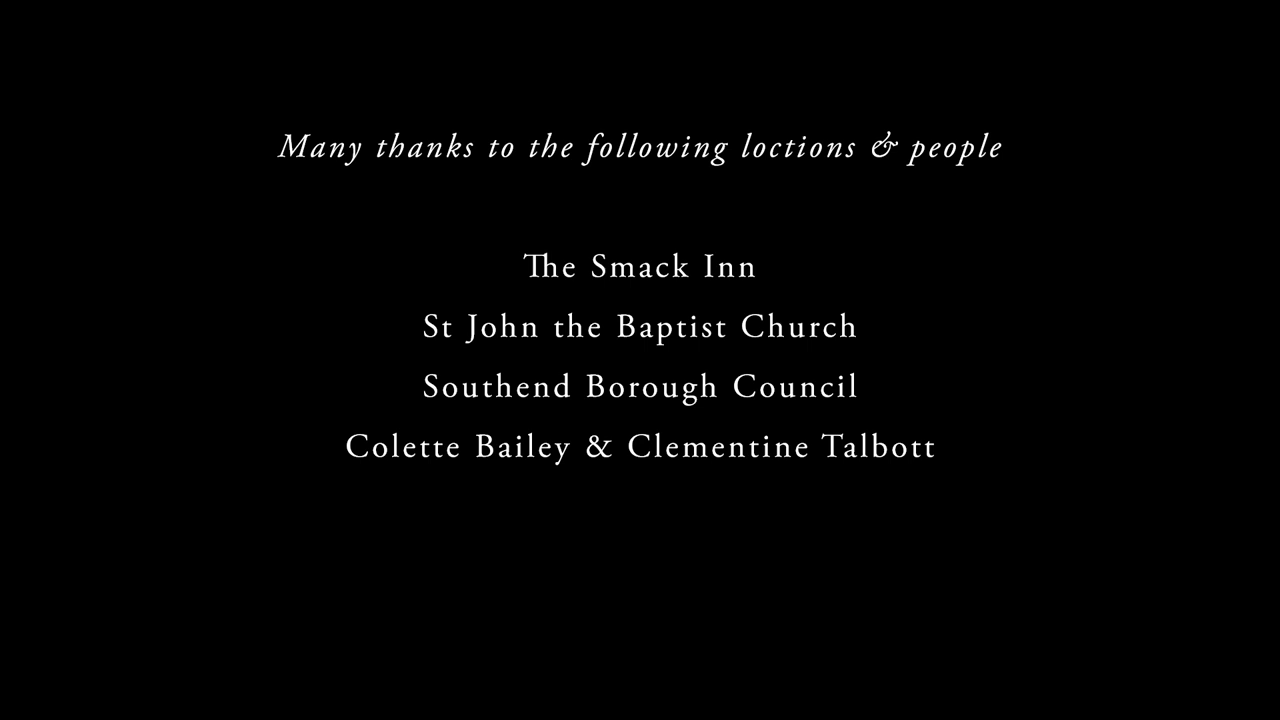 Many thanks to the following loctions & people
The Smack Inn
St John the Baptist Church
Southend Borough Council
Colette Bailey & Clementine Talbott